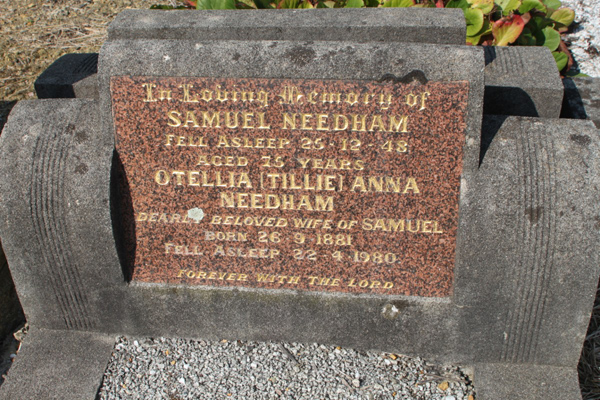 In Loving Memory of
SAMUEL NEEDHAM
FELL ASLEEP 25-12-48
AGED 75 YEARS
OTELLIA (TILLIE) ANNA
NEEDHAM
DEARLY BELOVED WIFE OF SAMUEL
BORN 26 9 1881
FELL ASLEEP 22 4 1980
FOREVER WITH THE LORD